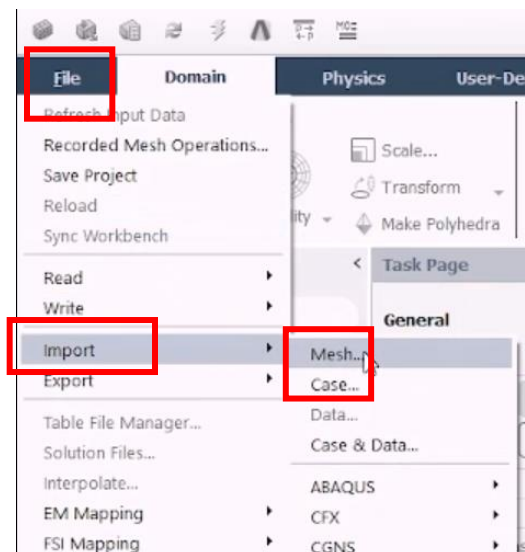 File Domain Physics User-De
Refresh Input Data
Recorded Mesh Operations...
Save Project
Reload
Sync Workbench
Read
Write
Import
Export
Table File Manager...
Solution Files...
Interpolate...
EM Mapping
FSI Mapping
Scale...
Transform
ity Make Polyhedra
Task Page
General
Mesh...
Case...
Data...
Case & Data...
ABAQUS
CFX
CGNS